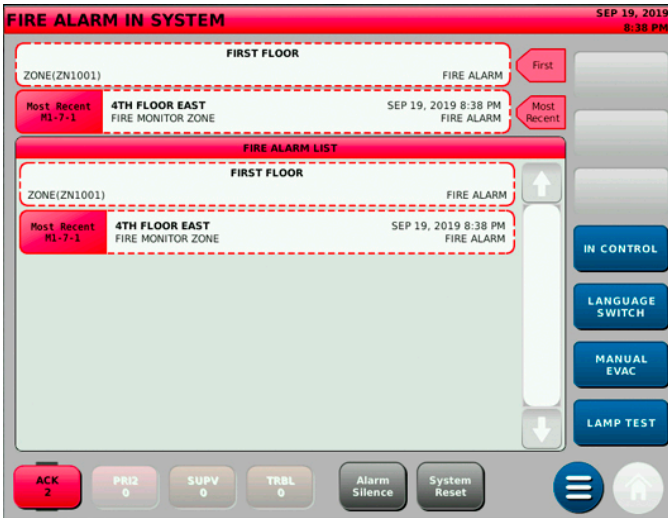 FIRE ALARM IN SYSTEM
SEP 19, 2019
8:38 PM
FIRST FLOOR
ZONE(ZN1001) FIRE ALARM
First
Most Recent
M1-7-1
4TH FLOOR EAST SEP 19, 2019 8:38 PM
FIRE MONITOR ZONE FIRE ALARM
Most
Recent
FIRE ALARM LIST
FIRST FLOOR
ZONE(ZN1001) FIRE ALARM
Most Recent
M1-7-1
4TH FLOOR EAST SEP 19, 2019 8:38 PM
FIRE MONITOR ZONE FIRE ALARM
IN CONTROL
LANGUAGE
SWITCH
MANUAL
EVAC
LAMP TEST
ACK
2
PRI2
0
SUPV
0
TRBL
0
Alarm
Silence
System
Reset